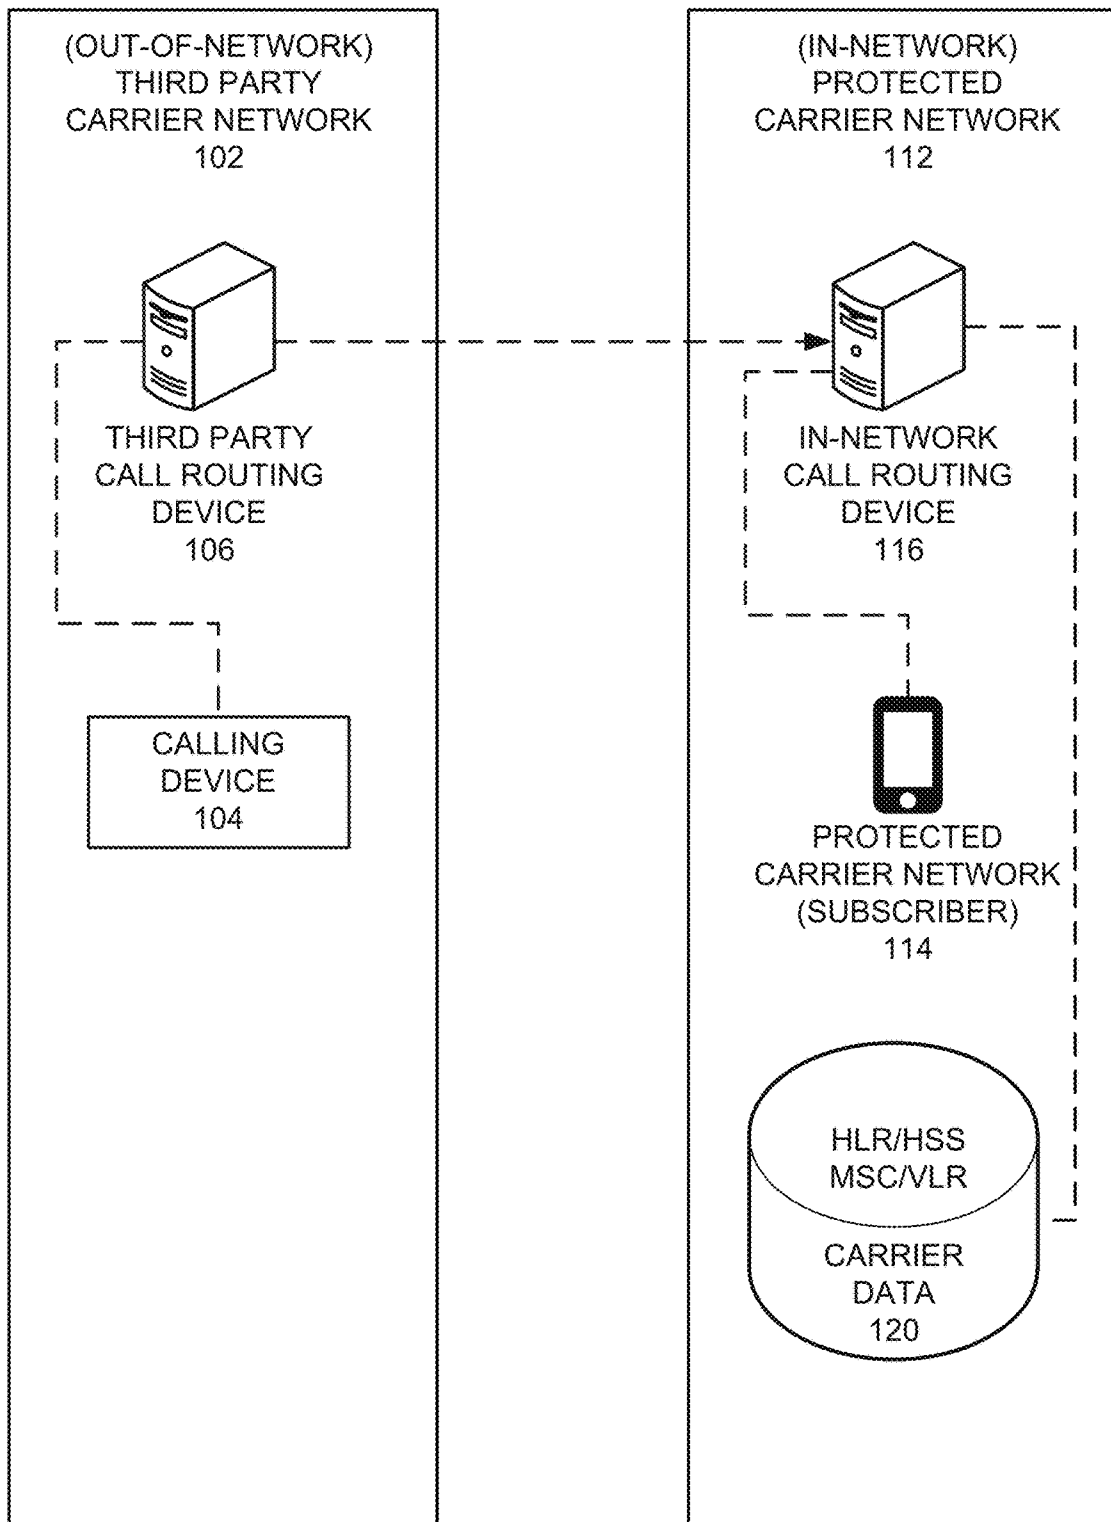 (OUT-OF-NETWORK)
THIRD PARTY
CARRIER NETWORK
102
THIRD PARTY
CALL ROUTING
DEVICE
106
CALLING
DEVICE
104
(IN-NETWORK)
PROTECTED
CARRIER NETWORK
112
IN-NETWORK
CALL ROUTING
DEVICE
116
PROTECTED
CARRIER NETWORK
(SUBSCRIBER)
114
HLR/HSS
MSC/VLR
CARRIER
DATA
120